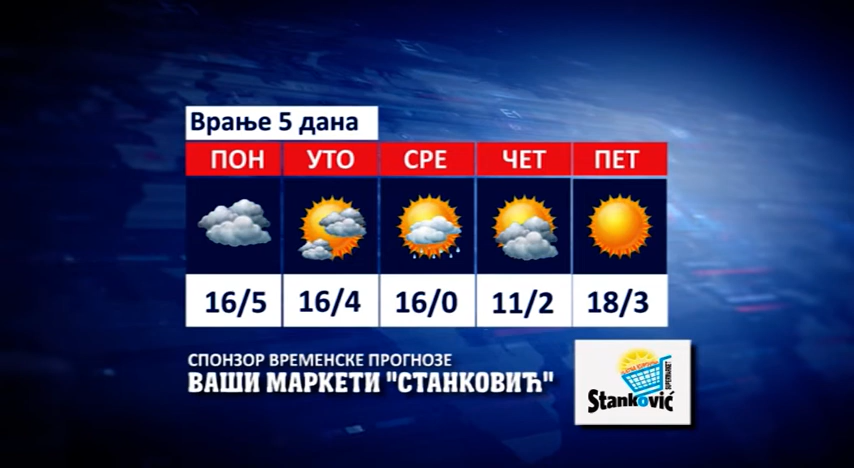 Врање 5 дана
ПОН УТО СРЕ ЧЕТ ПЕТ
16/5 16/4 16/0 11/2 18/3
СПОНЗОР ВРЕМЕНСКЕ ПРОГНОЗЕ
ВАШИ МАРКЕТИ "СТАНКОВИЋ"
SUPERMARKET
Stanković